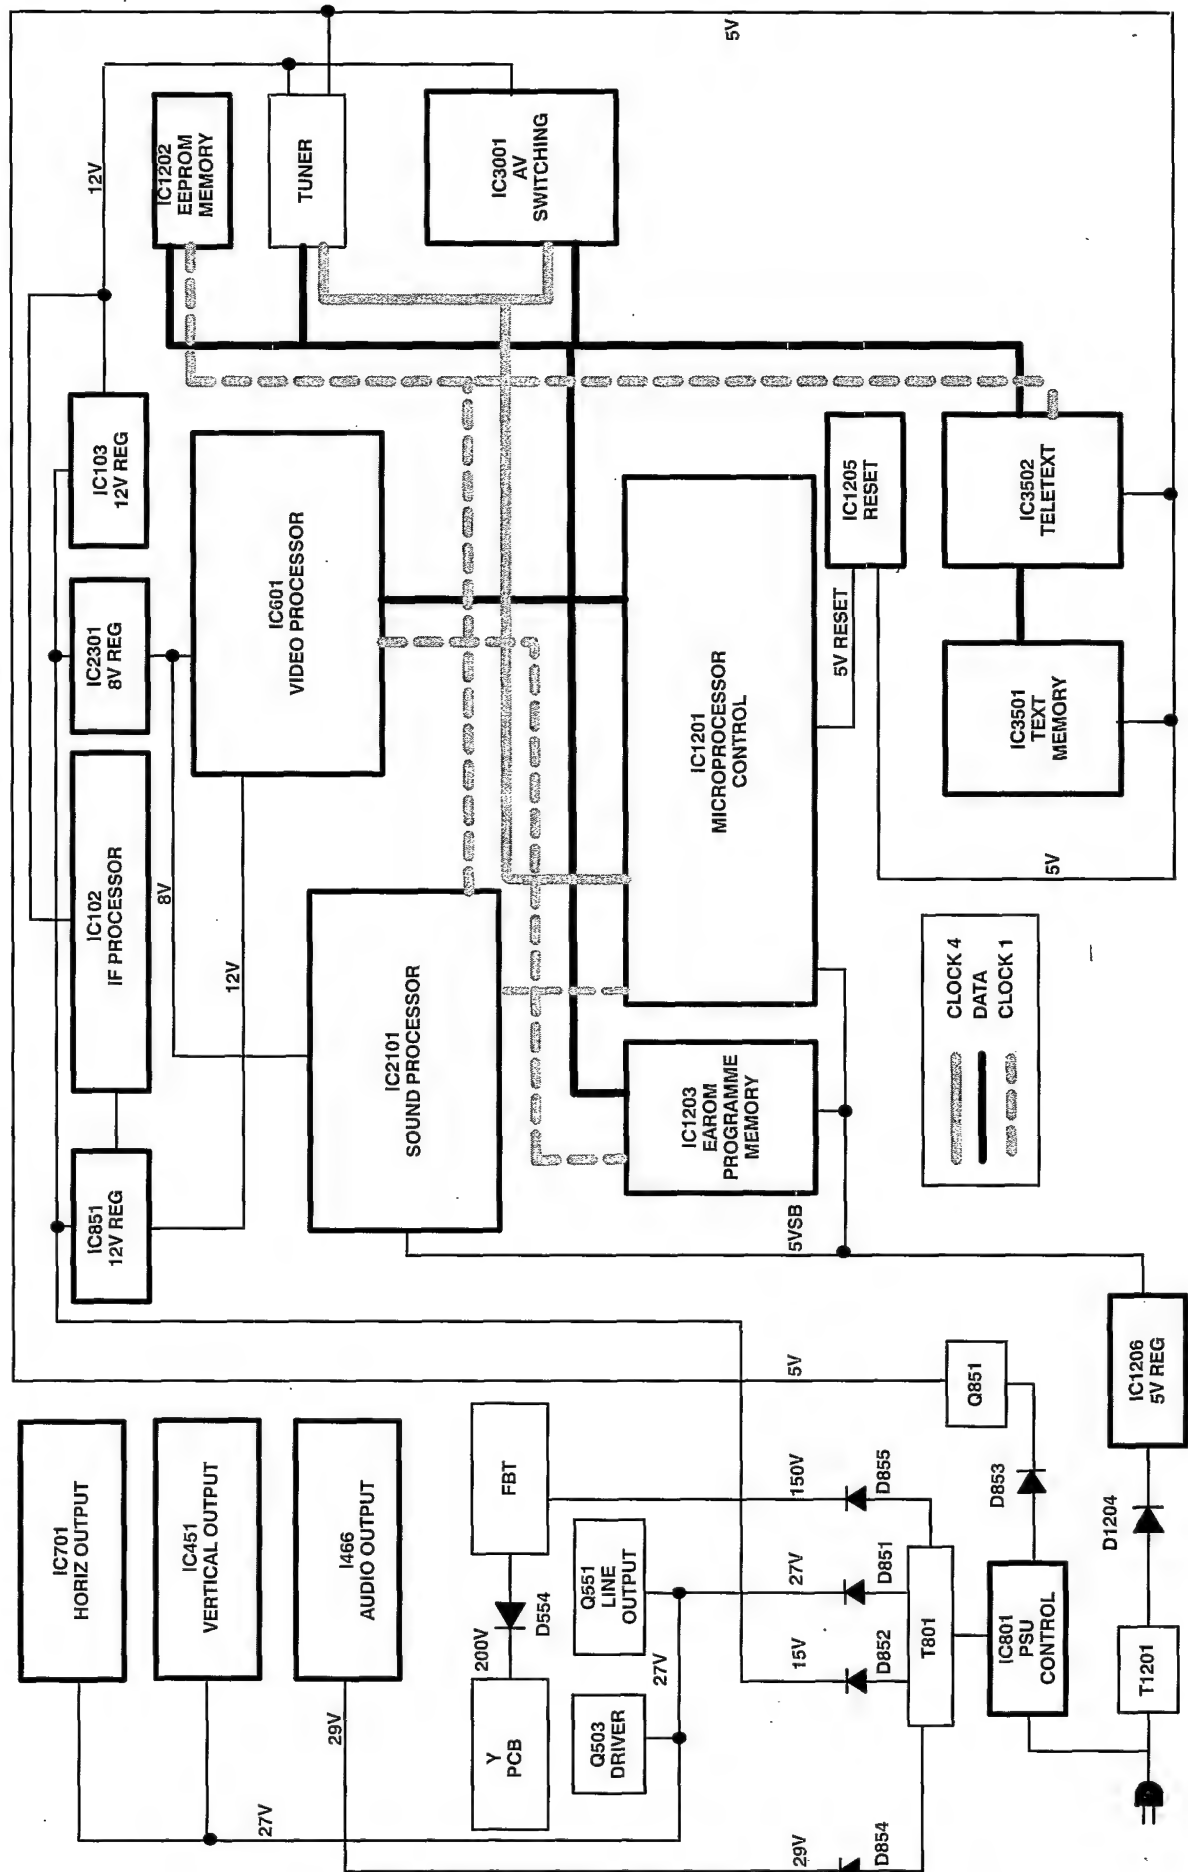 IC701
HORIZ OUTPUT
IC451
VERTICAL OUTPUT
I466
AUDIO OUTPUT
27V
29V
Y
PCB
200V
D554
FBT
Q503
DRIVER
Q551
LINE
OUTPUT
27V
29V
D854
15V
D852
27V
D851
150V
D855
T801
IC801
PSU
CONTROL
D853
Q851
5V
T1201
D1204
IC1206
5V REG
IC851
12V REG
IC102
IF PROCESSOR
IC2301
8V REG
IC103
12V REG
12V
8V
12V
IC2101
SOUND PROCESSOR
IC601
VIDEO PROCESSOR
IC1202
EEPROM
MEMORY
TUNER
IC3001
AV
SWITCHING
5V
5VSB
IC1203
EAROM
PROGRAMME
MEMORY
IC1201
MICROPROCESSOR
CONTROL
5V RESET
IC1205
RESET
IC3501
TEXT
MEMORY
IC3502
TELETEXT
5V
CLOCK 4
DATA
CLOCK 1